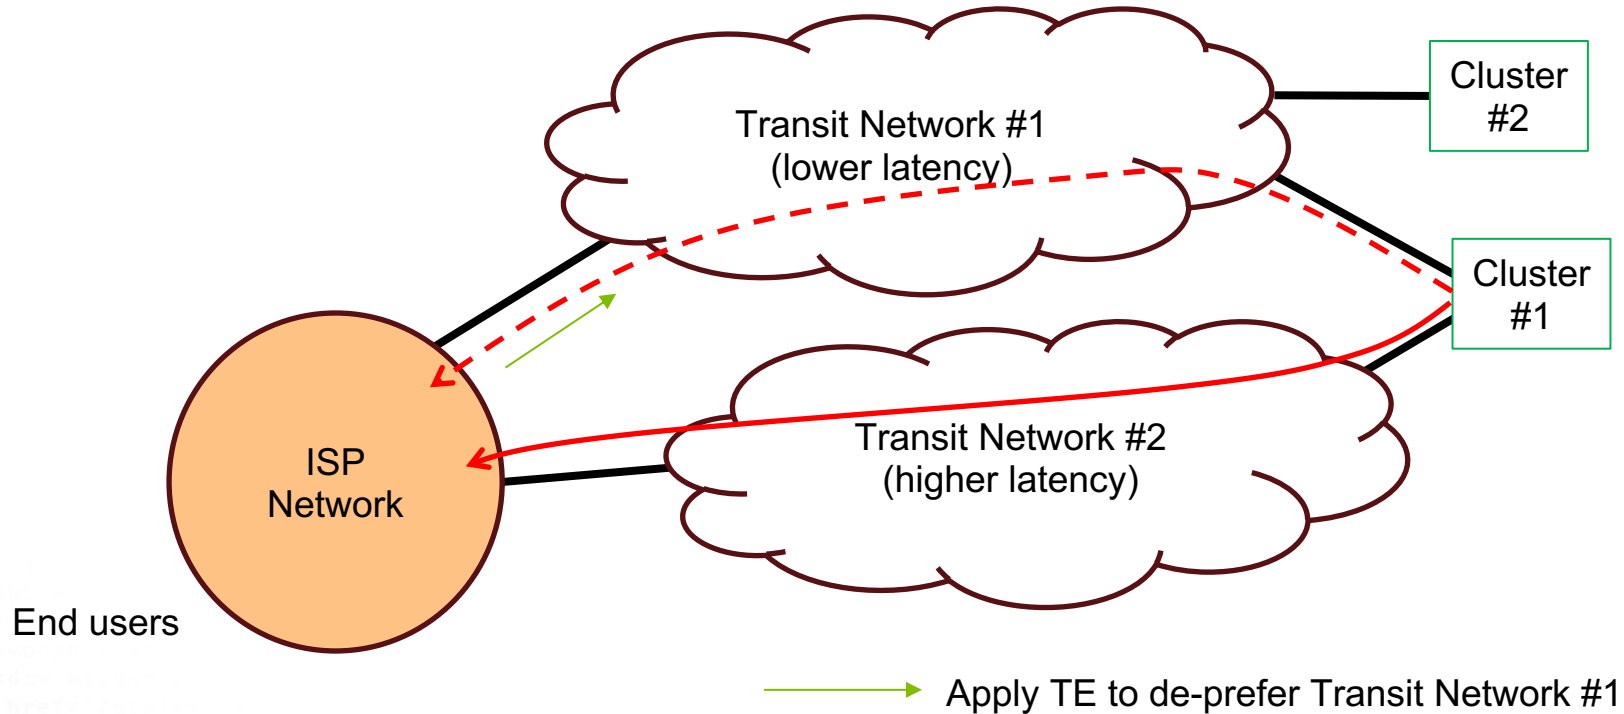 Cluster
#2
Transit Network #1
(lower latency)
Cluster
#1
Transit Network #2
(higher latency)
ISP
Network
End users
Apply TE to de-prefer Transit Network #1